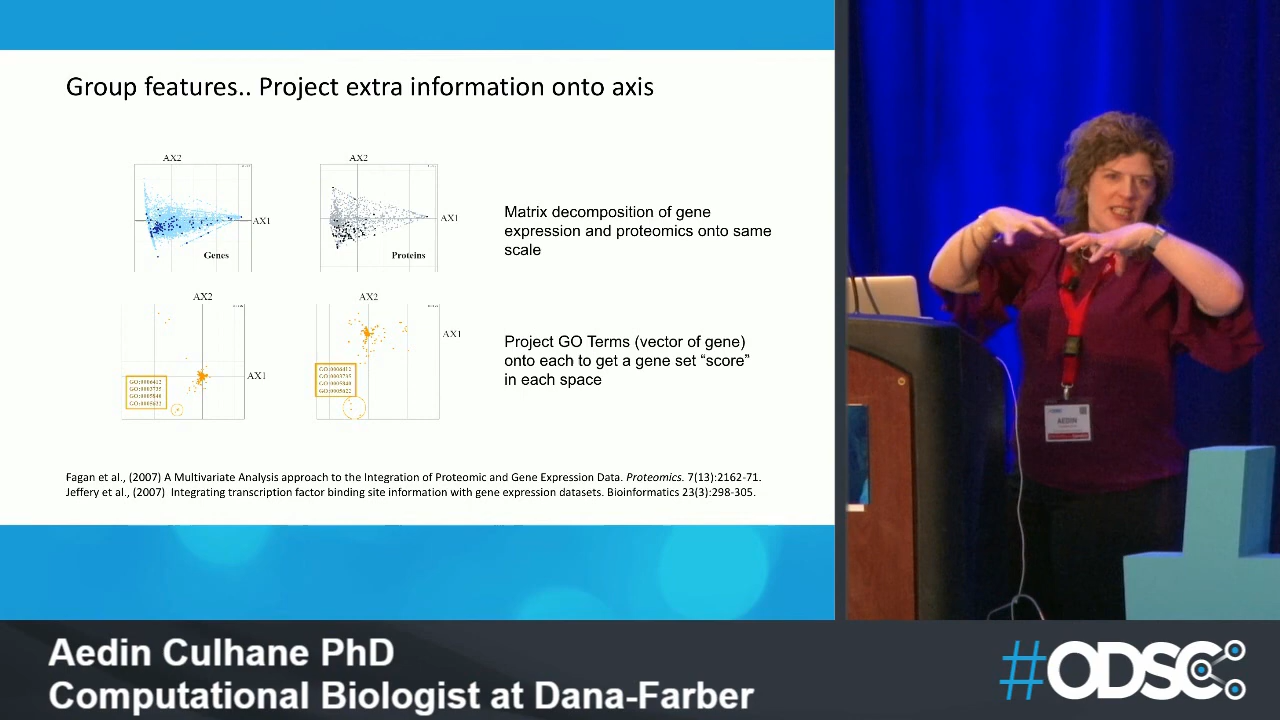 Group features.. Project extra information onto axis
AX2
AX1
Genes
AX2
AX1
Proteins
Matrix decomposition of gene
expression and proteomics onto same
scale
AX2
AX1
GO:0006412
GO:0003735
GO:0005840
GO:0005622
AX2
AX1
GO:0006412
GO:0003735
GO:0005840
GO:0005622
Project GO Terms (vector of gene)
onto each to get a gene set “score”
in each space
Fagan et al., (2007) A Multivariate Analysis approach to the Integration of Proteomic and Gene Expression Data. Proteomics. 7(13):2162-71.
Jeffery et al., (2007) Integrating transcription factor binding site information with gene expression datasets. Bioinformatics 23(3):298-305.
AEDIN
Aedin Culhane PhD
Computational Biologist at Dana-Farber
#ODSC